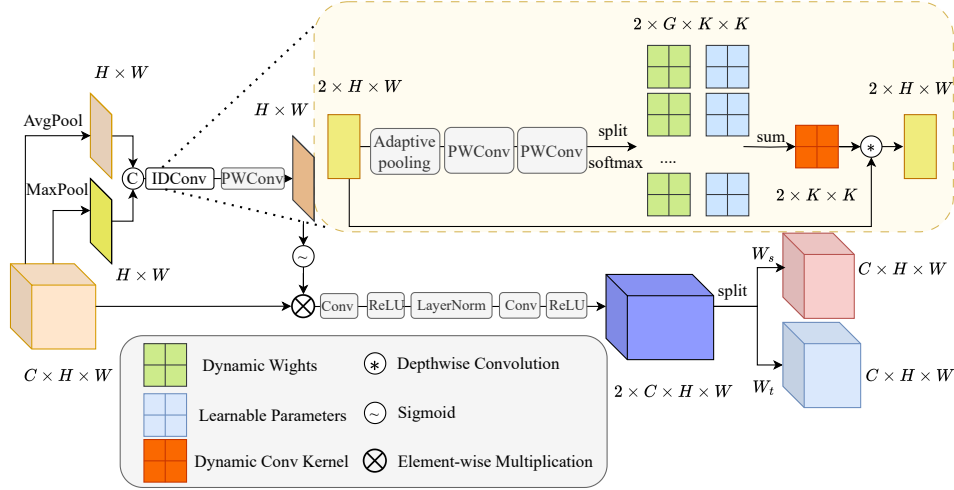 2 × G × K × K
H × W
2 × H × W
2 × H × W
H × W
AvgPool
Adaptive
pooling
PWConv
PWConv
split
softmax
....
sum
*
C
IDConv
PWConv
MaxPool
2 × K × K
H × W
~
W_s
C × H × W
Conv
ReLU
LayerNorm
Conv
ReLU
split
C × H × W
2 × C × H × W
W_t
C × H × W
Dynamic Wights
* Depthwise Convolution
Learnable Parameters
~ Sigmoid
Dynamic Conv Kernel
Element-wise Multiplication